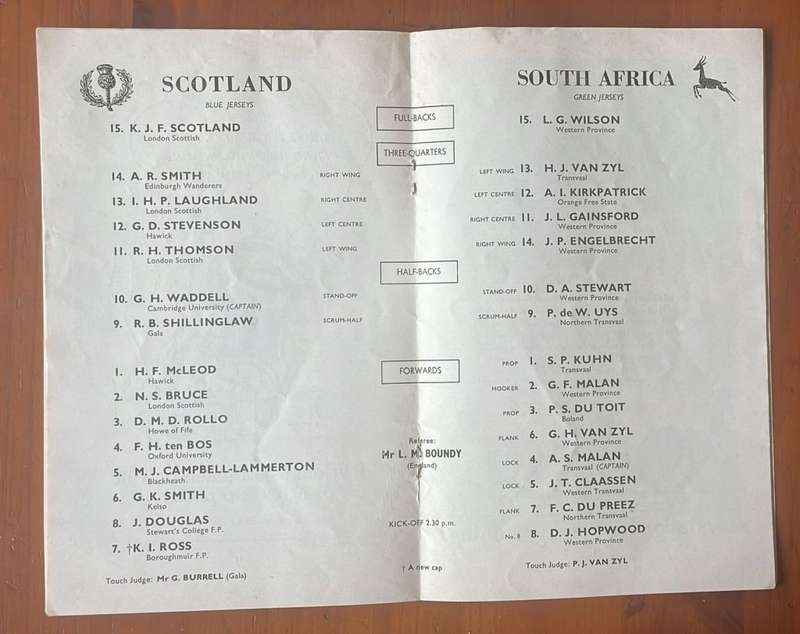 SCOTLAND
BLUE JERSEYS
15. K. J. F. SCOTLAND
London Scottish
14. A. R. SMITH RIGHT WING
Edinburgh Wanderers
13. I. H. P. LAUGHLAND RIGHT CENTRE
London Scottish
12. G. D. STEVENSON LEFT CENTRE
Hawick
11. R. H. THOMSON LEFT WING
London Scottish
10. G. H. WADDELL STAND-OFF
Cambridge University (CAPTAIN)
9. R. B. SHILLINGLAW SCRUM-HALF
Gala
1. H. F. McLEOD
Hawick
2. N. S. BRUCE
London Scottish
3. D. M. D. ROLLO
Howe of Fife
4. F. H. ten BOS
Oxford University
5. M. J. CAMPBELL-LAMMERTON
Blackheath
6. G. K. SMITH
Kelso
8. J. DOUGLAS
Stewart's College F.P.
7. †K. I. ROSS
Boroughmuir F.P.
Touch Judge: Mr G. BURRELL (Gala)
FULL-BACKS
THREE-QUARTERS
HALF-BACKS
FORWARDS
Referee:
Mr L. M. BOUNDY
(England)
KICK-OFF 2.30 p.m.
† A new cap
SOUTH AFRICA
GREEN JERSEYS
15. L. G. WILSON
Western Province
LEFT WING 13. H. J. VAN ZYL
Transvaal
LEFT CENTRE 12. A. I. KIRKPATRICK
Orange Free State
RIGHT CENTRE 11. J. L. GAINSFORD
Western Province
RIGHT WING 14. J. P. ENGELBRECHT
Western Province
STAND-OFF 10. D. A. STEWART
Western Province
SCRUM-HALF 9. P. de W. UYS
Northern Transvaal
PROP 1. S. P. KUHN
Transvaal
HOOKER 2. G. F. MALAN
Western Province
PROP 3. P. S. DU TOIT
Boland
FLANK 6. G. H. VAN ZYL
Western Province
LOCK 4. A. S. MALAN
Transvaal (CAPTAIN)
LOCK 5. J. T. CLAASSEN
Western Transvaal
FLANK 7. F. C. DU PREEZ
Northern Transvaal
No. 8 8. D. J. HOPWOOD
Western Province
Touch Judge: P. J. VAN ZYL